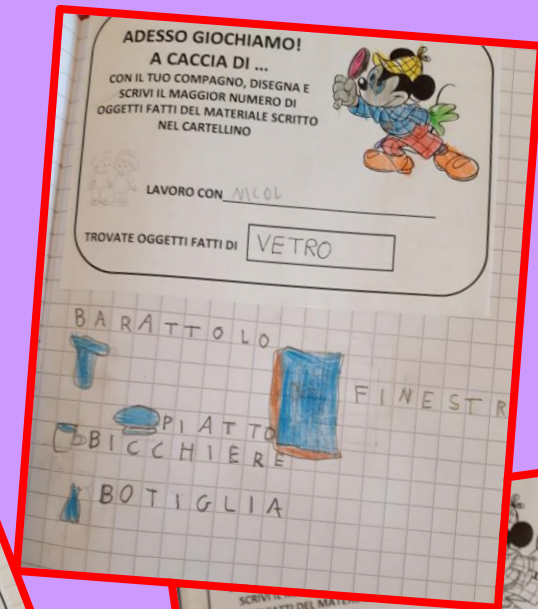 ADESSO GIOCHIAMO!
A CACCIA DI ...
CON IL TUO COMPAGNO, DISEGNA E
SCRIVI IL MAGGIOR NUMERO DI
OGGETTI FATTI DEL MATERIALE SCRITTO
NEL CARTELLINO
LAVORO CON NICOL
TROVATE OGGETTI FATTI DI VETRO
BARATTOLO
FINESTR
PIATTO
BICCHIERE
BOTIGLIA